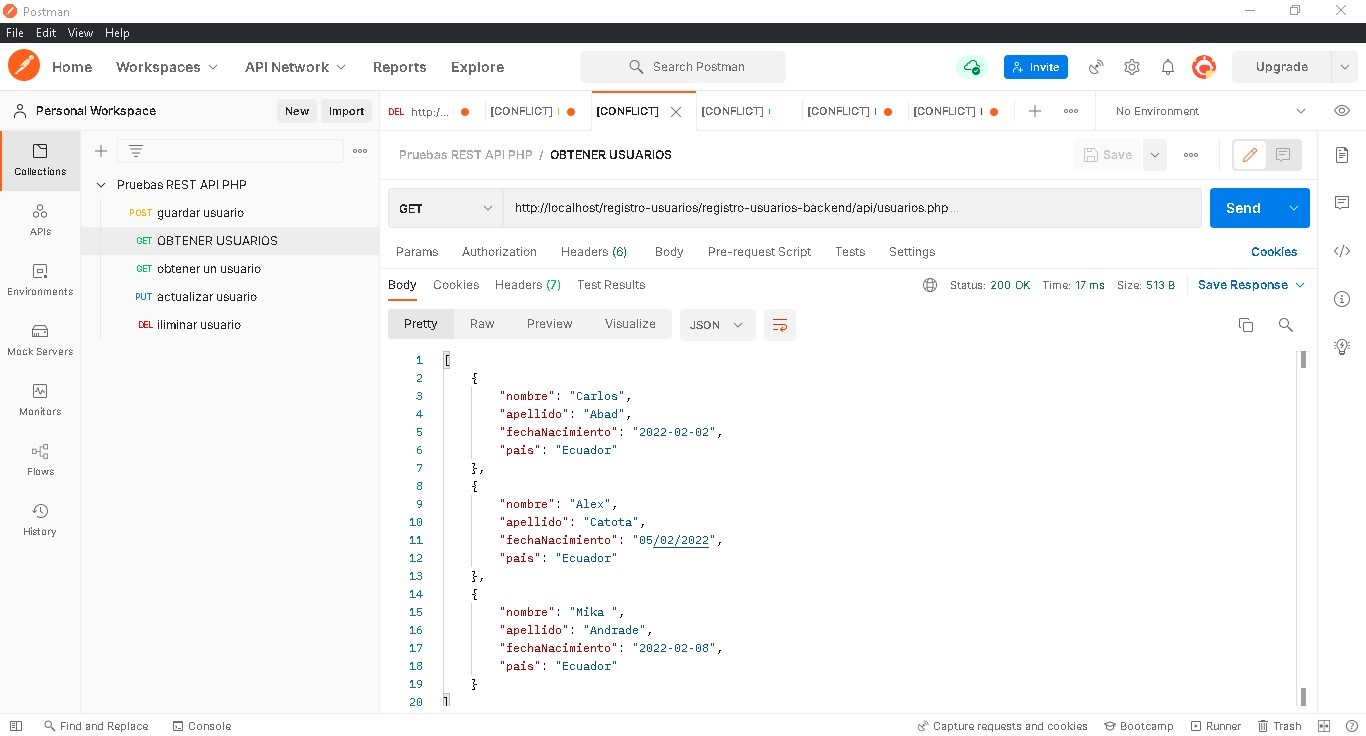 Postman
File Edit View Help
Home Workspaces API Network Reports Explore Search Postman Invite Upgrade
Personal Workspace New Import DEL http:/... [CONFLICT] [CONFLICT] [CONFLICT] [CONFLICT] [CONFLICT] No Environment
Collections
APIs
Environments
Mock Servers
Monitors
Flows
History
Pruebas REST API PHP
POST guardar usuario
GET OBTENER USUARIOS
GET obtener un usuario
PUT actualizar usuario
DEL iliminar usuario
Pruebas REST API PHP / OBTENER USUARIOS Save
GET http://localhost/registro-usuarios/registro-usuarios-backend/api/usuarios.php... Send
Params Authorization Headers (6) Body Pre-request Script Tests Settings Cookies
Body Cookies Headers (7) Test Results Status: 200 OK Time: 17 ms Size: 513 B Save Response
Pretty Raw Preview Visualize JSON
1 [
2 {
3 "nombre": "Carlos",
4 "apellido": "Abad",
5 "fechaNacimiento": "2022-02-02",
6 "pais": "Ecuador"
7 },
8 {
9 "nombre": "Alex",
10 "apellido": "Catota",
11 "fechaNacimiento": "05/02/2022",
12 "pais": "Ecuador"
13 },
14 {
15 "nombre": "Mika ",
16 "apellido": "Andrade",
17 "fechaNacimiento": "2022-02-08",
18 "pais": "Ecuador"
19 }
20 ]
Find and Replace Console Capture requests and cookies Bootcamp Runner Trash